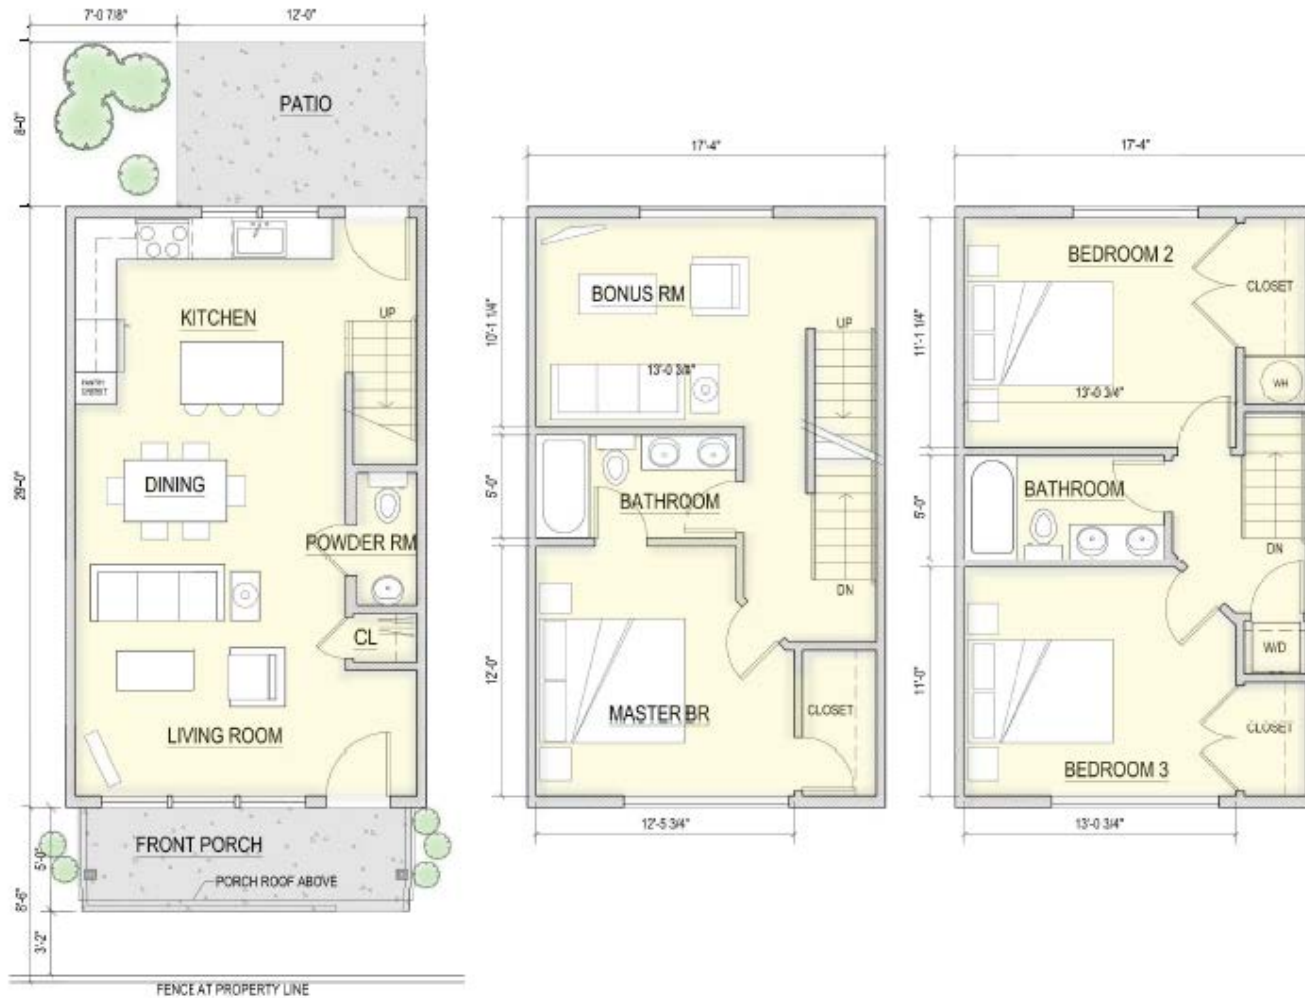 7'-0 7/8"
12'-0"
8'-0"
PATIO
KITCHEN
UP
PANTRY
CABINET
29'-0"
DINING
POWDER RM
CL
LIVING ROOM
FRONT PORCH
PORCH ROOF ABOVE
5'-0"
8'-6"
3'-2"
FENCE AT PROPERTY LINE
17'-4"
BONUS RM
10'-1 1/4"
13'-0 3/4"
UP
BATHROOM
5'-0"
DN
MASTER BR
12'-0"
CLOSET
12'-5 3/4"
17'-4"
BEDROOM 2
CLOSET
11'-1 1/4"
WH
13'-0 3/4"
BATHROOM
5'-0"
DN
W/D
11'-0"
CLOSET
BEDROOM 3
13'-0 3/4"